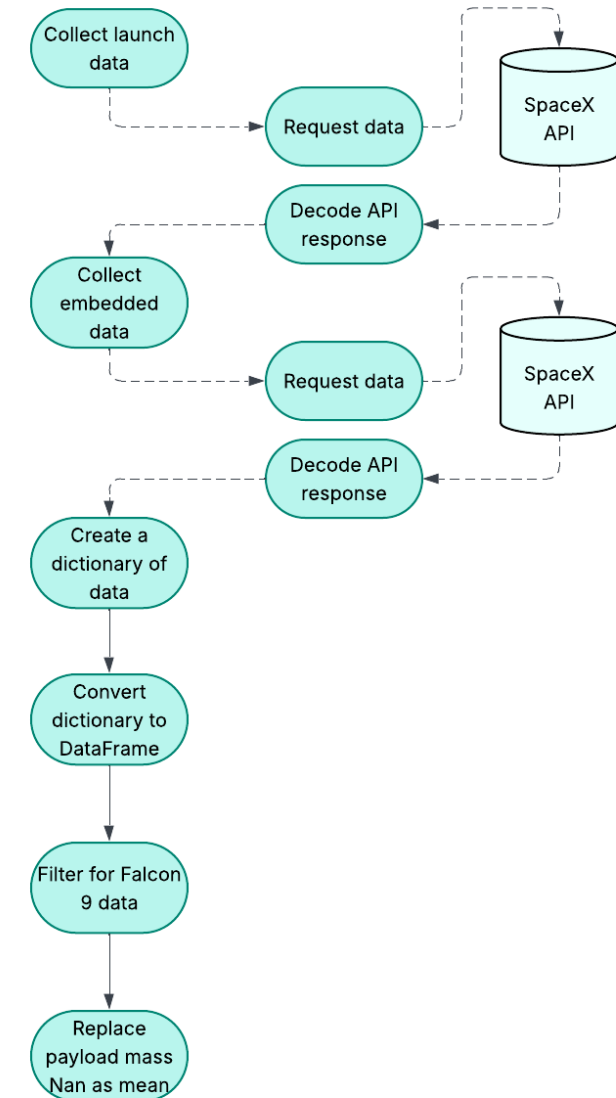 Collect launch
data
Request data
SpaceX
API
Decode API
response
Collect
embedded
data
Request data
SpaceX
API
Decode API
response
Create a
dictionary of
data
Convert
dictionary to
DataFrame
Filter for Falcon
9 data
Replace
payload mass
Nan as mean